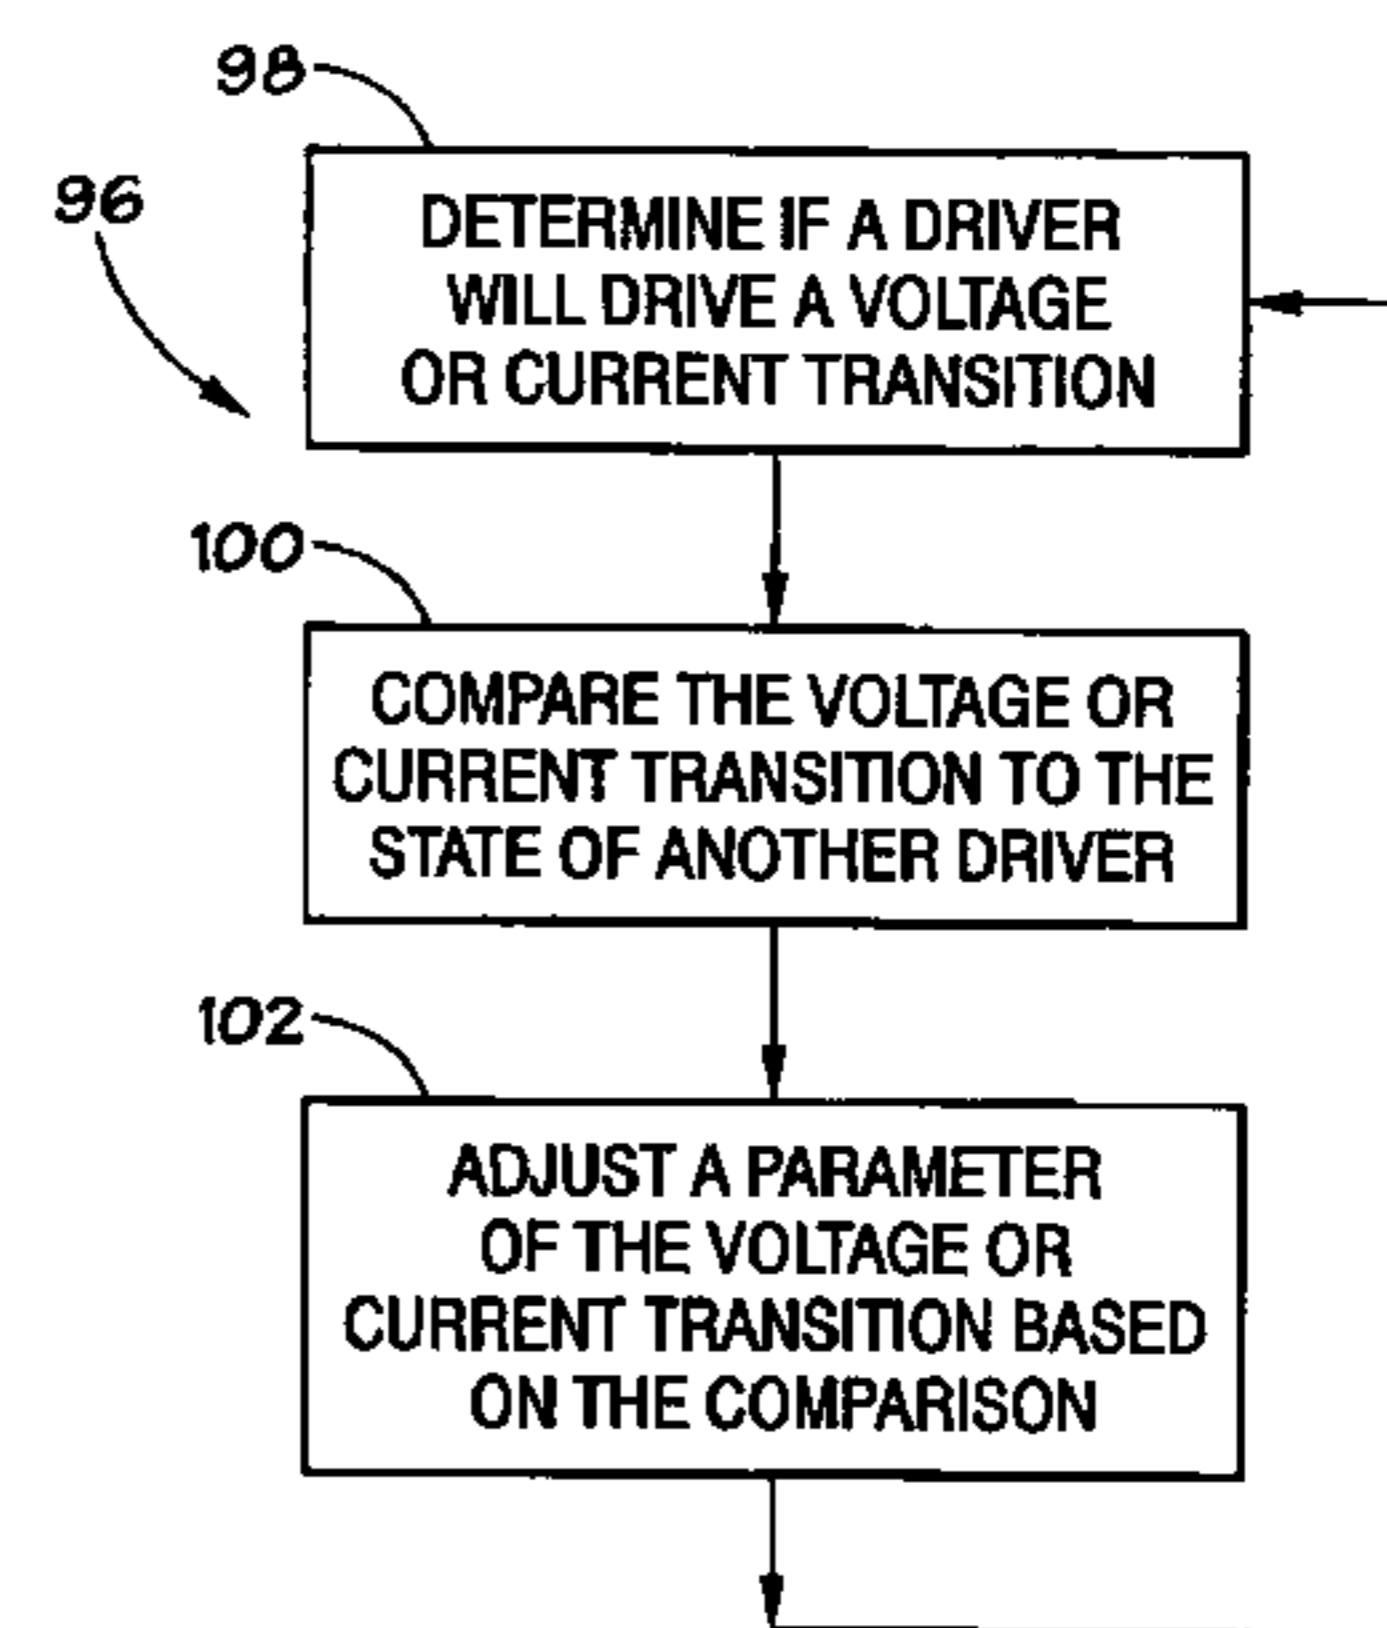 98
96
DETERMINE IF A DRIVER
WILL DRIVE A VOLTAGE
OR CURRENT TRANSITION
100
COMPARE THE VOLTAGE OR
CURRENT TRANSITION TO THE
STATE OF ANOTHER DRIVER
102
ADJUST A PARAMETER
OF THE VOLTAGE OR
CURRENT TRANSITION BASED
ON THE COMPARISON